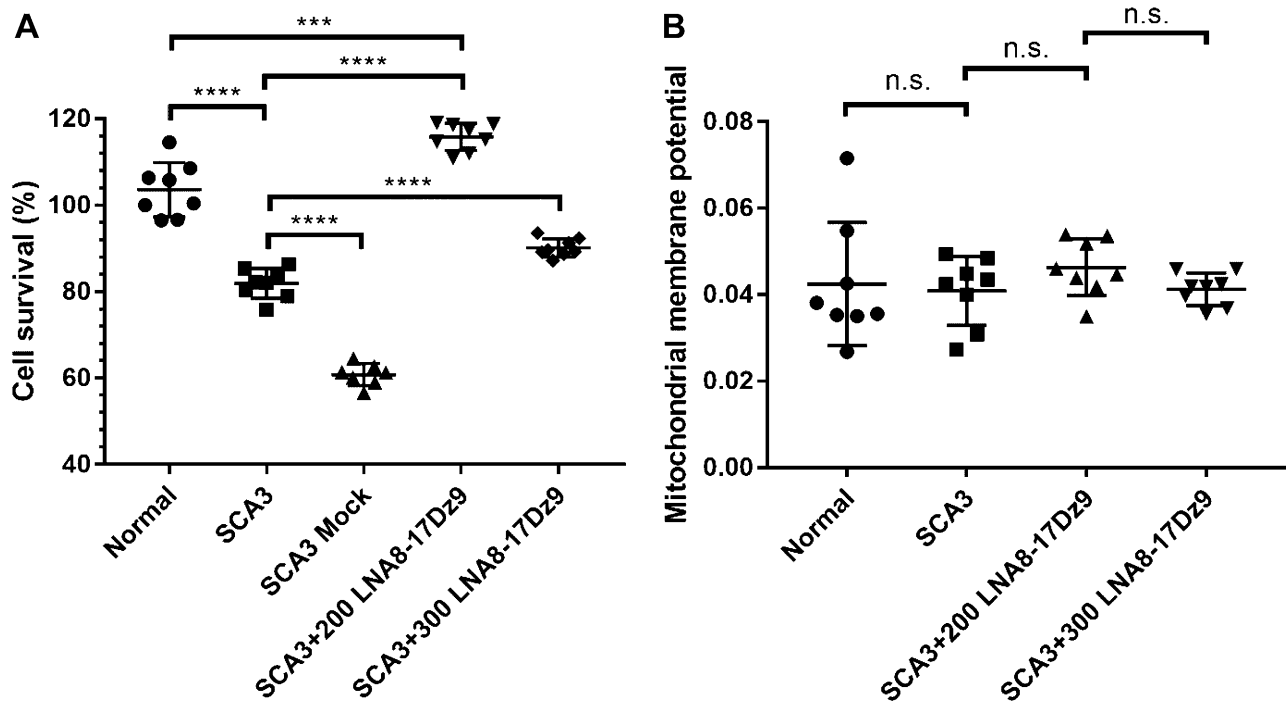 A
***
****
****
****
****
120
100
80
60
40
Cell survival (%)
Normal
SCA3
SCA3 Mock
SCA3+200 LNA8-17Dz9
SCA3+300 LNA8-17Dz9
B
n.s.
n.s.
n.s.
0.08
0.06
0.04
0.02
0.00
Mitochondrial membrane potential
Normal
SCA3
SCA3+200 LNA8-17Dz9
SCA3+300 LNA8-17Dz9